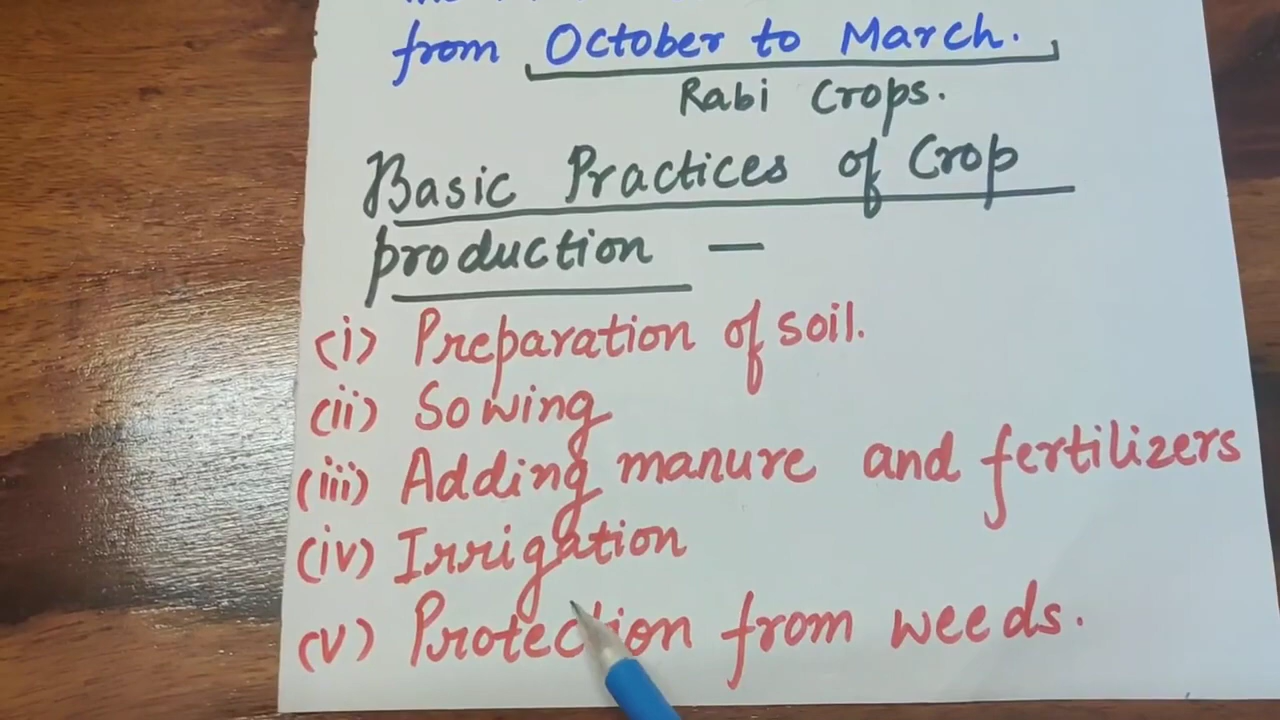 from October to March.
Rabi Crops.
Basic Practices of Crop
production —
(i) Preparation of soil.
(ii) Sowing
(iii) Adding manure and fertilizers
(iv) Irrigation
(v) Protection from weeds.